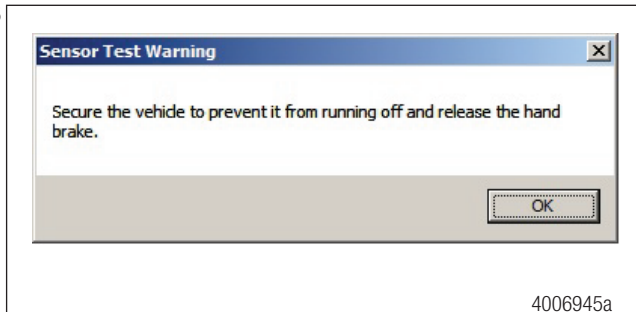 Sensor Test Warning
Secure the vehicle to prevent it from running off and release the hand
brake.
OK
4006945a